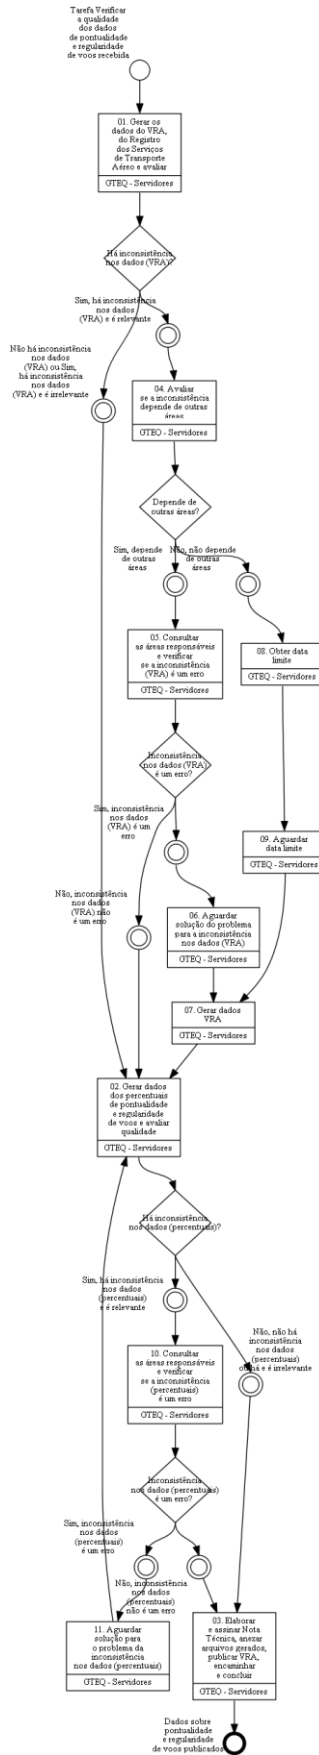 Tarefa Verificar
a qualidade
dos dados
de pontualidade
e regularidade
de voos recebida
01. Gerar os
dados do VRA,
do Registro
dos Serviços
de Transporte
Aéreo e avaliar
GTEQ - Servidores
Há inconsistência
nos dados (VRA)?
Sim, há inconsistência
nos dados
(VRA) e é relevante
Não há inconsistência
nos dados
(VRA) ou Sim,
há inconsistência
nos dados
(VRA) e é irrelevante
04. Avaliar
se a inconsistência
depende de outras
áreas
GTEQ - Servidores
Depende de
outras áreas?
Sim, depende
de outras
áreas
Não, não depende
de outras
áreas
05. Consultar
as áreas responsáveis
e verificar
se a inconsistência
(VRA) é um erro
GTEQ - Servidores
08. Obter data
limite
GTEQ - Servidores
Inconsistência
nos dados (VRA)
é um erro?
Sim, inconsistência
nos dados
(VRA) é um
erro
09. Aguardar
data limite
GTEQ - Servidores
Não, inconsistência
nos dados
(VRA) não
é um erro
06. Aguardar
solução do problema
para a inconsistência
nos dados (VRA)
GTEQ - Servidores
07. Gerar dados
VRA
GTEQ - Servidores
02. Gerar dados
dos percentuais
de pontualidade
e regularidade
de voos e avaliar
qualidade
GTEQ - Servidores
Há inconsistência
nos dados (percentuais)?
Sim, há inconsistência
nos dados
(percentuais)
e é relevante
Não, não há
inconsistência
nos dados
(percentuais)
ou há e é irrelevante
10. Consultar
as áreas responsáveis
e verificar
se a inconsistência
(percentuais)
é um erro
GTEQ - Servidores
Inconsistência
nos dados (percentuais)
é um erro?
Sim, inconsistência
nos dados
(percentuais)
é um erro
Não, inconsistência
nos dados
(percentuais)
não é um erro
11. Aguardar
solução para
o problema da
inconsistência
nos dados (percentuais)
GTEQ - Servidores
03. Elaborar
e assinar Nota
Técnica, anexar
arquivos gerados,
publicar VRA,
encaminhar
e concluir
GTEQ - Servidores
Dados sobre
pontualidade
e regularidade
de voos publicados